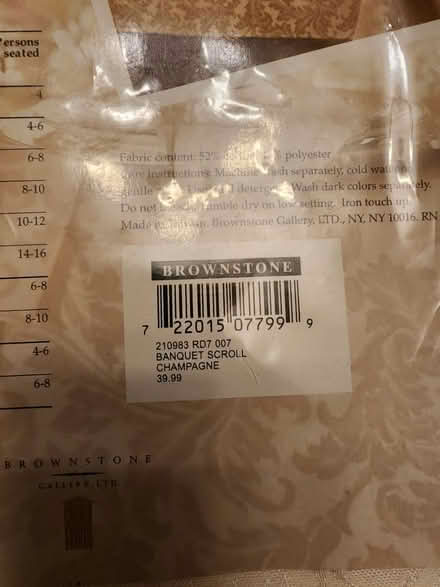 Persons
seated
4
4-6
6-8
8-10
10-12
14-16
6-8
8-10
4-6
6-8
Fabric content: 52% polyester
care instructions: Machine wash separately, cold water
gentle Wash dark colors separately.
Do not tumble dry on low setting. Iron touch up
Made Brownstone Gallery, LTD., NY, NY 10016. RN
BROWNSTONE
7 22015 07799 9
210983 RD7 007
BANQUET SCROLL
CHAMPAGNE
39.99
BROWNSTONE
GALLERY LTD